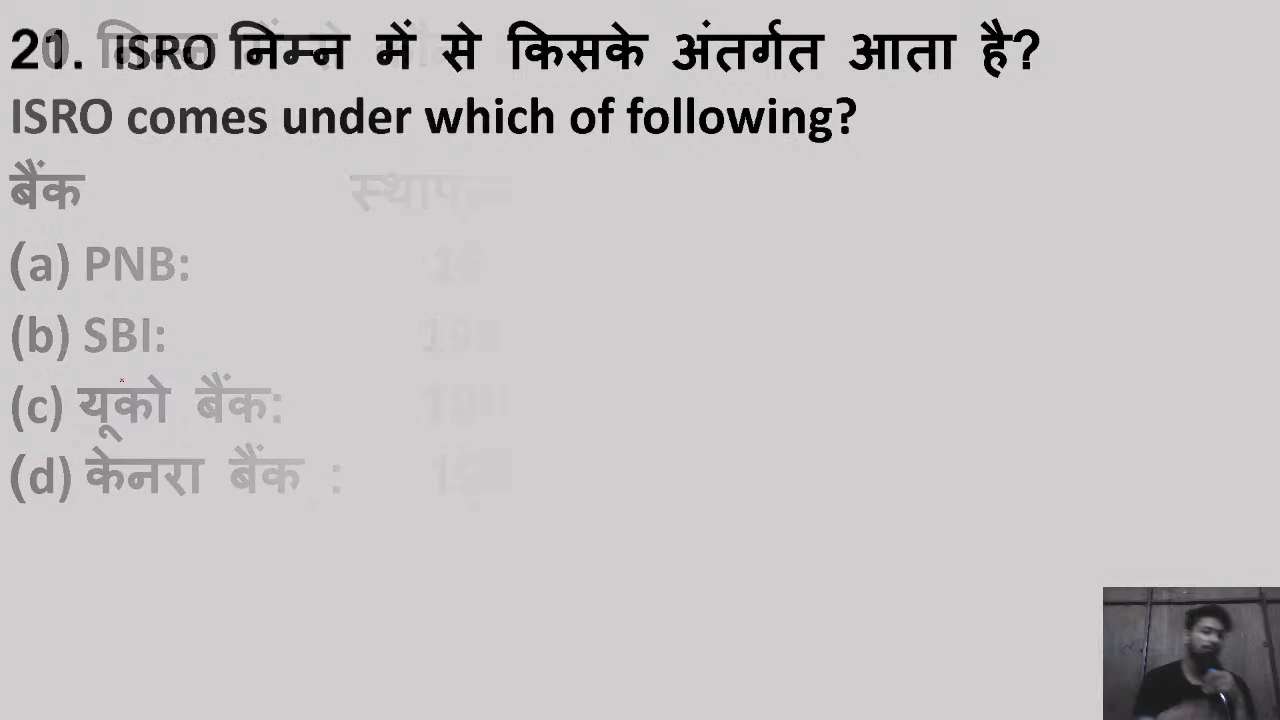 21. ISRO निम्न में से किसके अंतर्गत आता है?
ISRO comes under which of following?
बैंक
(a) PNB:
(b) SBI:
(c) यूको बैंक:
(d) केनरा बैंक :